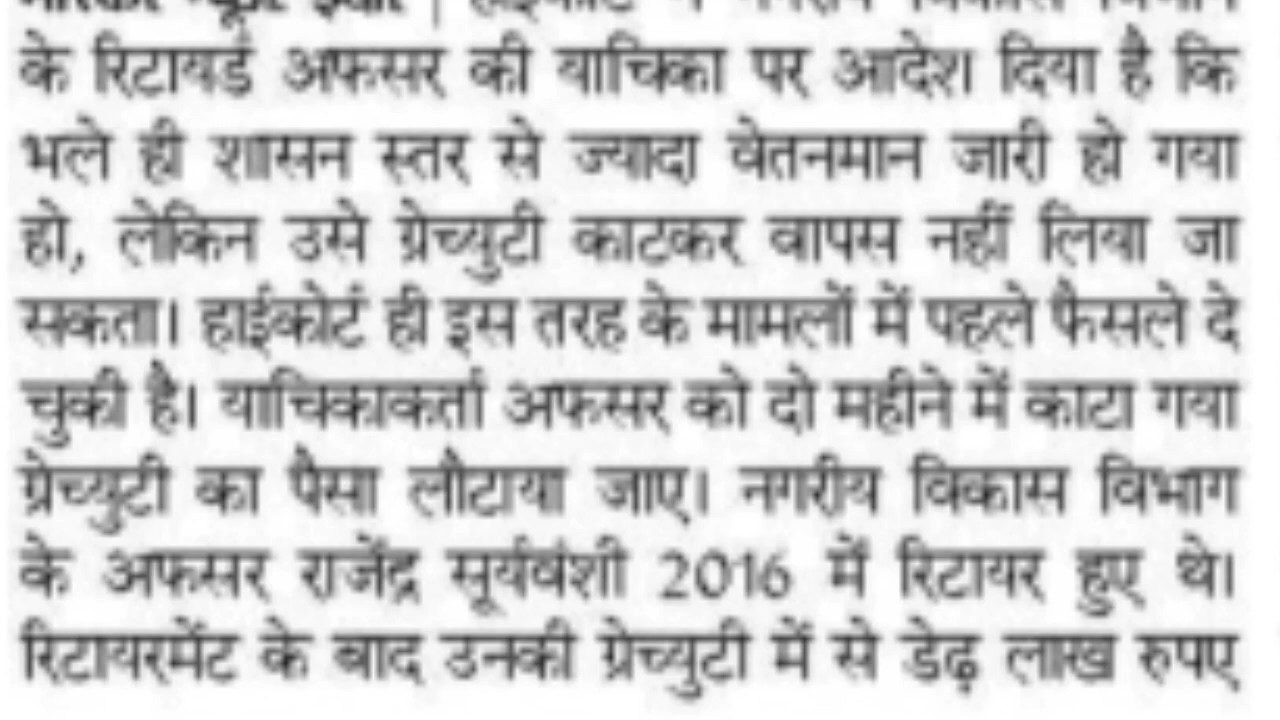 के रिटायर्ड अफसर की याचिका पर आदेश दिया है कि
भले ही शासन स्तर से ज्यादा वेतनमान जारी हो गया
हो, लेकिन उसे ग्रेच्युटी काटकर वापस नहीं लिया जा
सकता। हाईकोर्ट ही इस तरह के मामलों में पहले फैसले दे
चुकी है। याचिकाकर्ता अफसर को दो महीने में काटा गया
ग्रेच्युटी का पैसा लौटाया जाए। नगरीय विकास विभाग
के अफसर राजेंद्र सूर्यवंशी 2016 में रिटायर हुए थे।
रिटायरमेंट के बाद उनकी ग्रेच्युटी में से डेढ़ लाख रुपए